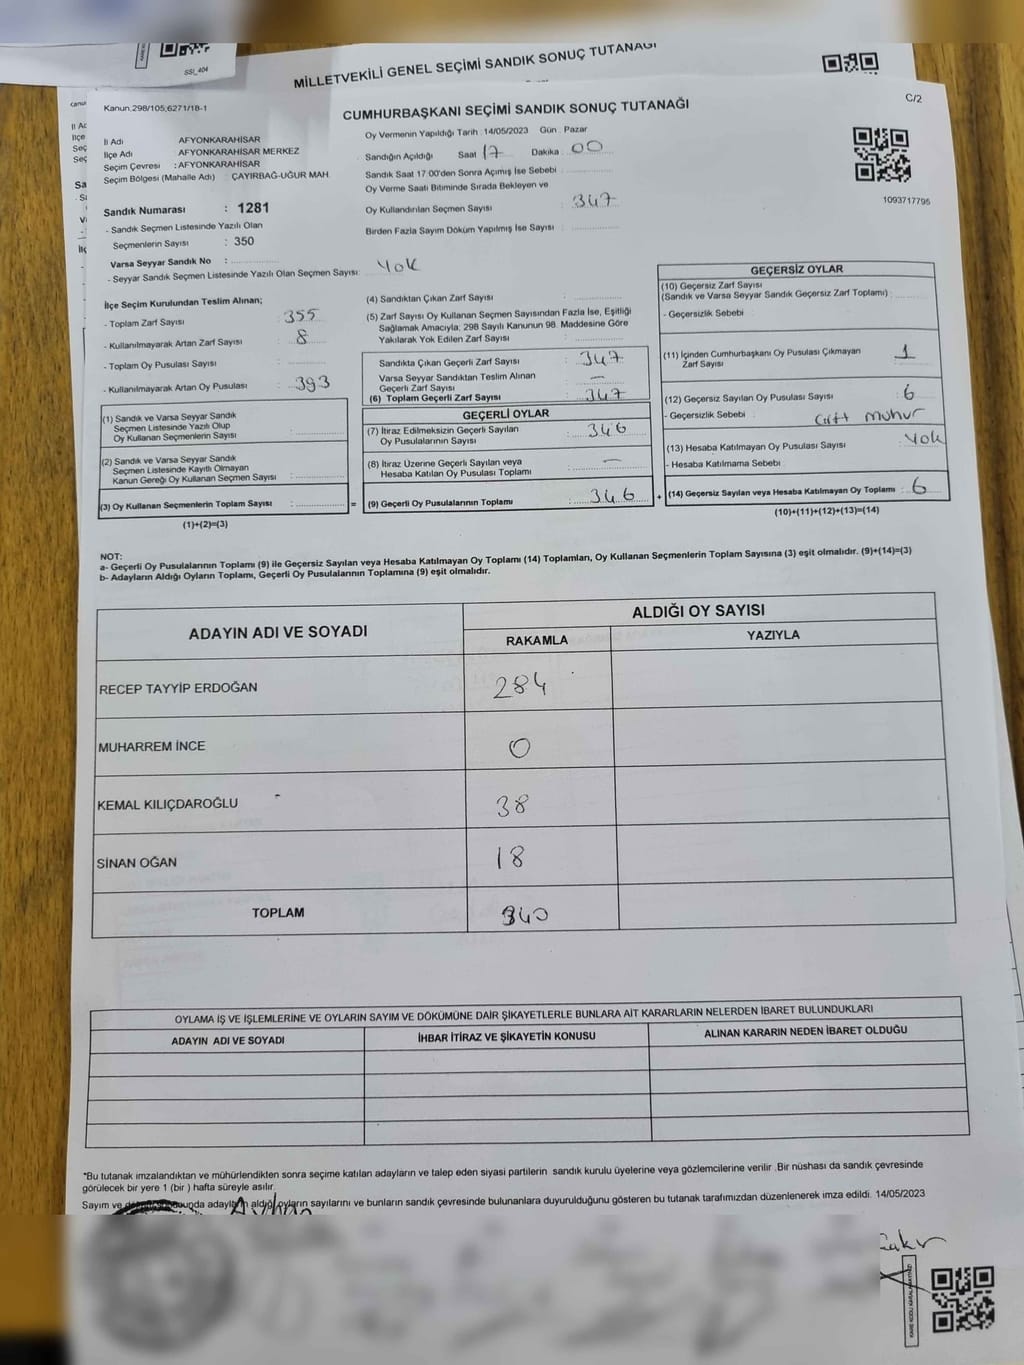 SSI_404
MİLLETVEKİLİ GENEL SEÇİMİ SANDIK SONUÇ TUTANAĞI
Kanun.298/105;6271/18-1
CUMHURBAŞKANI SEÇİMİ SANDIK SONUÇ TUTANAĞI
C/2
İl Adı AFYONKARAHİSAR
İlçe Adı AFYONKARAHİSAR MERKEZ
Seçim Çevresi : AFYONKARAHİSAR
Seçim Bölgesi (Mahalle Adı) : ÇAYIRBAĞ-UĞUR MAH.
Oy Vermenin Yapıldığı Tarih :14/05/2023 Gün : Pazar
Sandığın Açıldığı Saat 17 Dakika : 00
Sandık Saat 17:00'den Sonra Açımış İse Sebebi :
Oy Verme Saati Bitiminde Sırada Bekleyen ve
Oy Kullandırılan Seçmen Sayısı : 347
Birden Fazla Sayım Döküm Yapılmış İse Sayısı :
1093717795
Sandık Numarası : 1281
- Sandık Seçmen Listesinde Yazılı Olan
Seçmenlerin Sayısı : 350
Varsa Seyyar Sandık No :
- Seyyar Sandık Seçmen Listesinde Yazılı Olan Seçmen Sayısı: Yok
İlçe Seçim Kurulundan Teslim Alınan;
- Toplam Zarf Sayısı : 355
- Kullanılmayarak Artan Zarf Sayısı : 8
- Toplam Oy Pusulası Sayısı :
- Kullanılmayarak Artan Oy Pusulası : 393
(1) Sandık ve Varsa Seyyar Sandık
Seçmen Listesinde Yazılı Olup
Oy Kullanan Seçmenlerin Sayısı :
(2) Sandık ve Varsa Seyyar Sandık
Seçmen Listesinde Kayıtlı Olmayan
Kanun Gereği Oy Kullanan Seçmen Sayısı :
(3) Oy Kullanan Seçmenlerin Toplam Sayısı : =
(1)+(2)=(3)
(4) Sandıktan Çıkan Zarf Sayısı :
(5) Zarf Sayısı Oy Kullanan Seçmen Sayısından Fazla İse, Eşitliği
Sağlamak Amacıyla; 298 Sayılı Kanunun 98. Maddesine Göre
Yakılarak Yok Edilen Zarf Sayısı :
Sandıkta Çıkan Geçerli Zarf Sayısı : 347
Varsa Seyyar Sandıktan Teslim Alınan
Geçerli Zarf Sayısı : —
(6) Toplam Geçerli Zarf Sayısı : 347
GEÇERLİ OYLAR
(7) İtiraz Edilmeksizin Geçerli Sayılan
Oy Pusulalarının Sayısı : 346
(8) İtiraz Üzerine Geçerli Sayılan veya
Hesaba Katılan Oy Pusulası Toplamı : —
(9) Geçerli Oy Pusulalarının Toplamı : 346 +
GEÇERSİZ OYLAR
(10) Geçersiz Zarf Sayısı
(Sandık ve Varsa Seyyar Sandık Geçersiz Zarf Toplamı) :
- Geçersizlik Sebebi :
(11) İçinden Cumhurbaşkanı Oy Pusulası Çıkmayan
Zarf Sayısı : 1
(12) Geçersiz Sayılan Oy Pusulası Sayısı : 6
- Geçersizlik Sebebi : Çift mühür
(13) Hesaba Katılmayan Oy Pusulası Sayısı : Yok
- Hesaba Katılmama Sebebi
(14) Geçersiz Sayılan veya Hesaba Katılmayan Oy Toplamı : 6
(10)+(11)+(12)+(13)=(14)
NOT:
a- Geçerli Oy Pusulalarının Toplamı (9) ile Geçersiz Sayılan veya Hesaba Katılmayan Oy Toplamı (14) Toplamları, Oy Kullanan Seçmenlerin Toplam Sayısına (3) eşit olmalıdır. (9)+(14)=(3)
b- Adayların Aldığı Oyların Toplamı, Geçerli Oy Pusulalarının Toplamına (9) eşit olmalıdır.
ADAYIN ADI VE SOYADI
ALDIĞI OY SAYISI
RAKAMLA YAZIYLA
RECEP TAYYİP ERDOĞAN 284
MUHARREM İNCE 0
KEMAL KILIÇDAROĞLU 38
SİNAN OĞAN 18
TOPLAM 340
OYLAMA İŞ VE İŞLEMLERİNE VE OYLARIN SAYIM VE DÖKÜMÜNE DAİR ŞİKAYETLERLE BUNLARA AİT KARARLARIN NELERDEN İBARET BULUNDUKLARI
ADAYIN ADI VE SOYADI İHBAR İTİRAZ VE ŞİKAYETİN KONUSU ALINAN KARARIN NEDEN İBARET OLDUĞU
*Bu tutanak imzalandıktan ve mühürlendikten sonra seçime katılan adayların ve talep eden siyasi partilerin sandık kurulu üyelerine veya gözlemcilerine verilir .Bir nüshası da sandık çevresinde
görülecek bir yere 1 (bir ) hafta süreyle asılır.
Sayım ve adayların aldığı oyların sayılarını ve bunların sandık çevresinde bulunanlara duyurulduğunu gösteren bu tutanak tarafımızdan düzenlenerek imza edildi. 14/05/2023